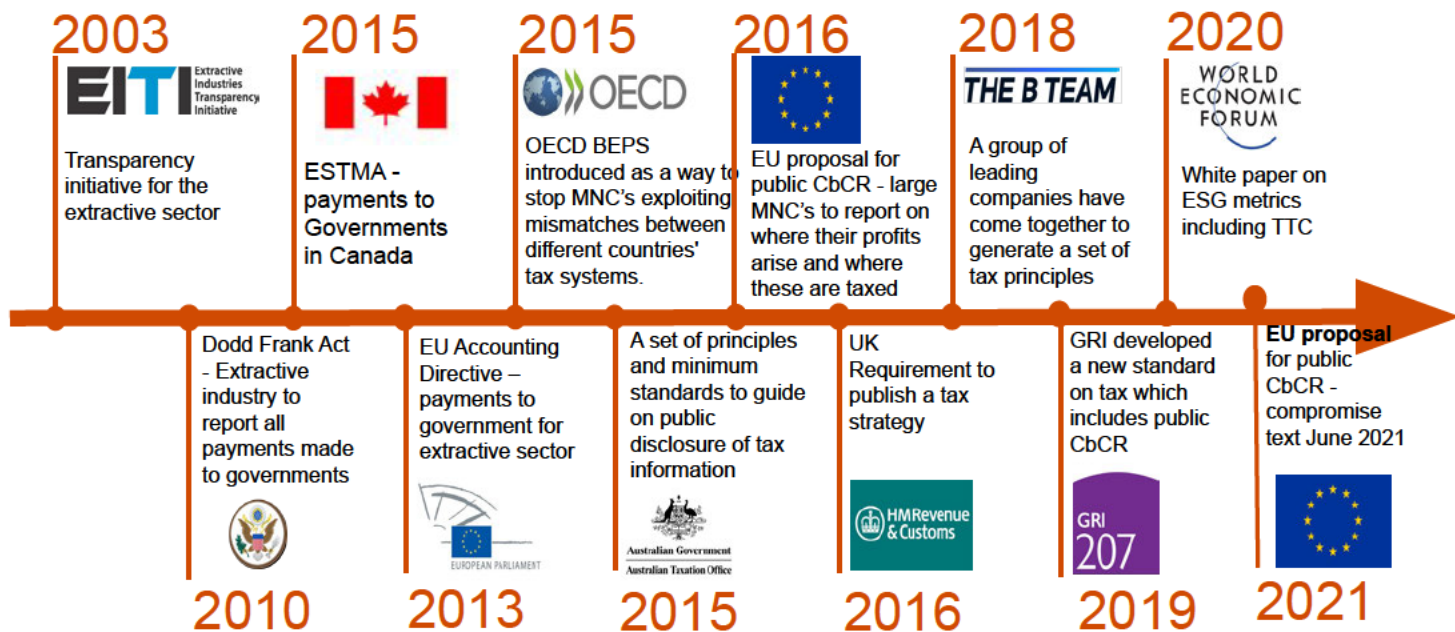 2003
EITI
Extractive
Industries
Transparency
Initiative
Transparency
initiative for the
extractive sector
2015
ESTMA -
payments to
Governments
in Canada
2015
OECD
OECD BEPS
introduced as a way to
stop MNC's exploiting
mismatches between
different countries'
tax systems.
2016
EU proposal for
public CbCR - large
MNC's to report on
where their profits
arise and where
these are taxed
2018
THE B TEAM
A group of
leading
companies have
come together to
generate a set of
tax principles
2020
WORLD
ECONOMIC
FORUM
White paper on
ESG metrics
including TTC
Dodd Frank Act
- Extractive
industry to
report all
payments made
to governments
2010
EU Accounting
Directive –
payments to
government for
extractive sector
EUROPEAN PARLIAMENT
2013
A set of principles
and minimum
standards to guide
on public
disclosure of tax
information
Australian Government
Australian Taxation Office
2015
UK
Requirement to
publish a tax
strategy
HM Revenue
& Customs
2016
GRI developed
a new standard
on tax which
includes public
CbCR
GRI
207
2019
EU proposal
for public
CbCR -
compromise
text June 2021
2021